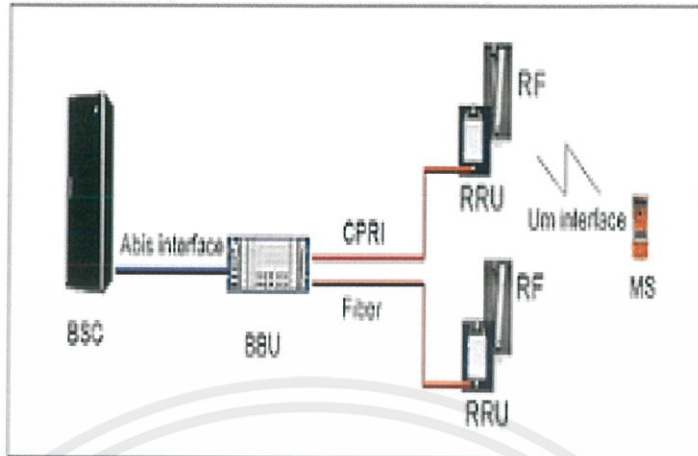 RF
RRU
Um interface
MS
Abis interface
CPRI
Fiber
BSC
BBU
RF
RRU